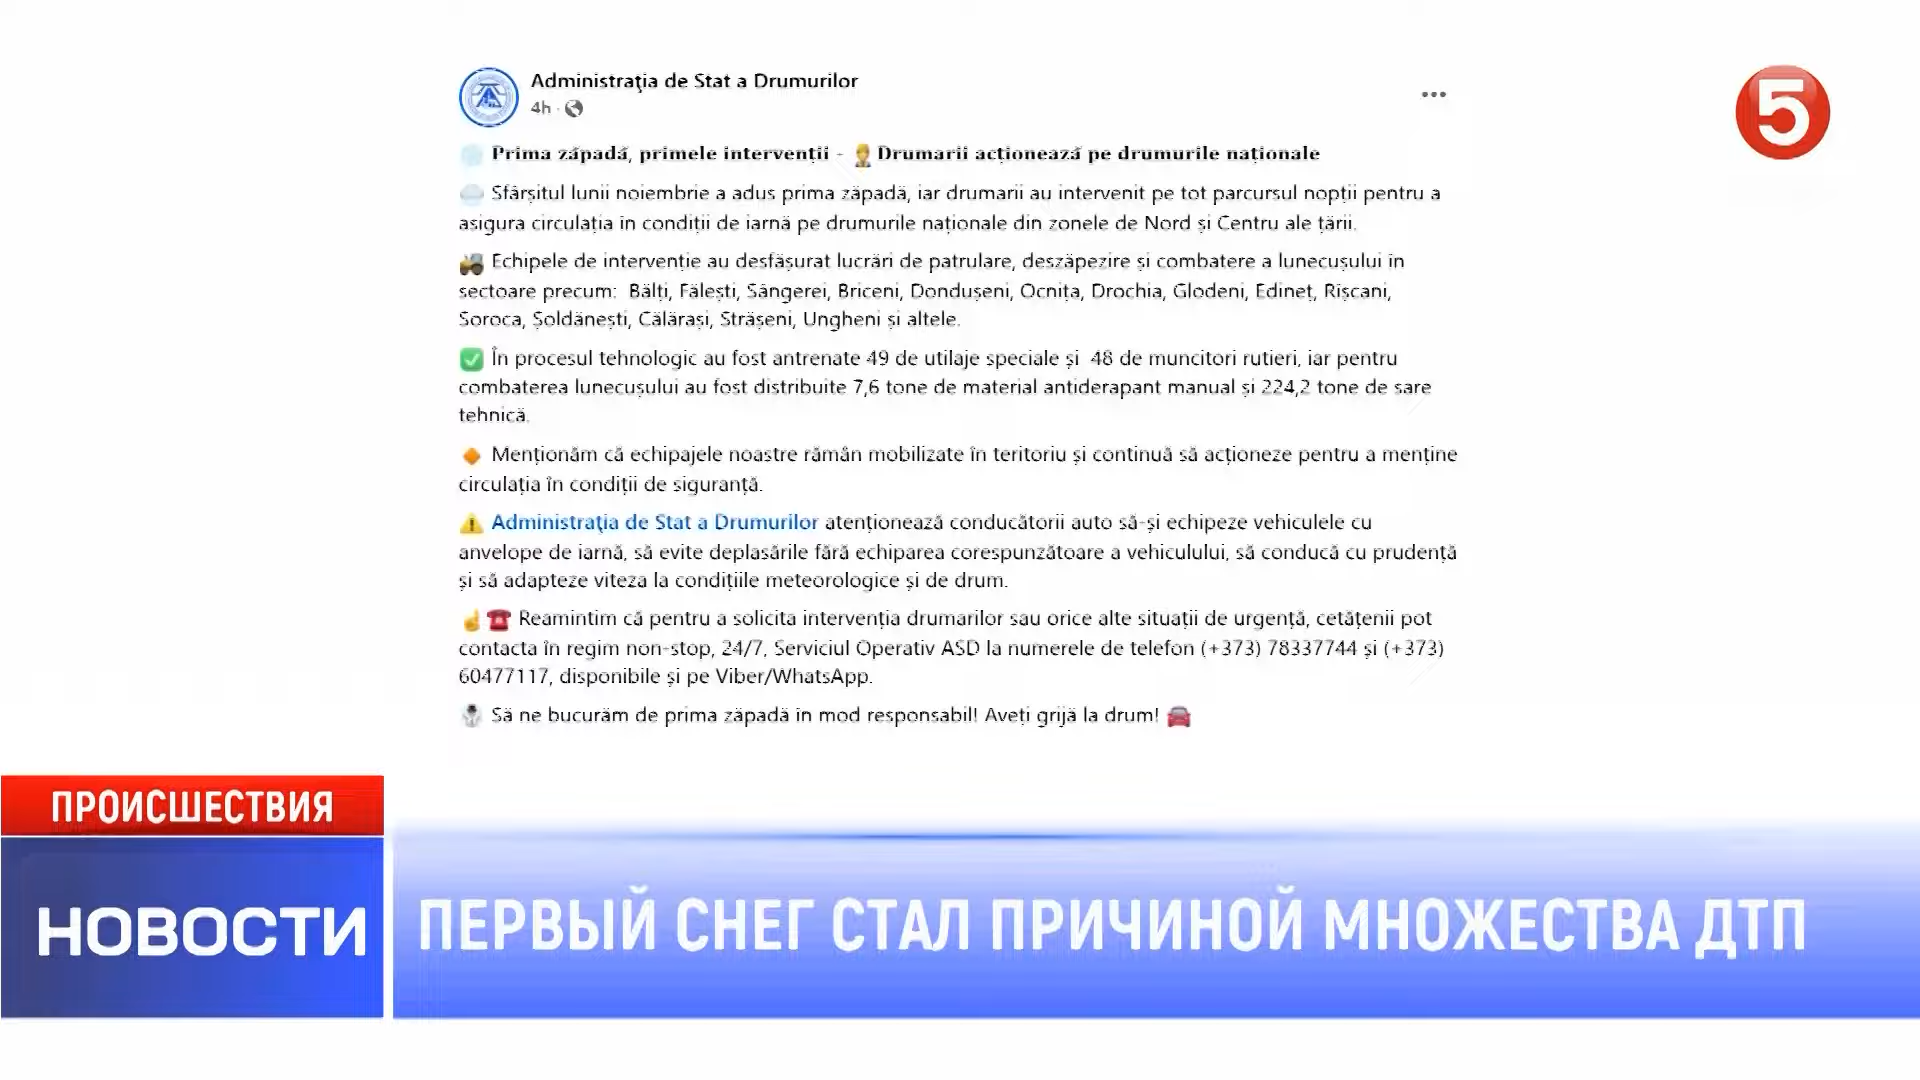 Administraţia de Stat a Drumurilor
4h ·
5
Prima zăpadă, primele intervenții - Drumarii acționează pe drumurile naționale
Sfârșitul lunii noiembrie a adus prima zăpadă, iar drumarii au intervenit pe tot parcursul nopții pentru a
asigura circulația în condiții de iarnă pe drumurile naționale din zonele de Nord și Centru ale țării.
Echipele de intervenție au desfășurat lucrări de patrulare, deszăpezire și combatere a lunecușului în
sectoare precum: Bălți, Fălești, Sângerei, Briceni, Dondușeni, Ocnița, Drochia, Glodeni, Edineț, Rîșcani,
Soroca, Șoldănești, Călărași, Strășeni, Ungheni și altele.
În procesul tehnologic au fost antrenate 49 de utilaje speciale și 48 de muncitori rutieri, iar pentru
combaterea lunecușului au fost distribuite 7,6 tone de material antiderapant manual și 224,2 tone de sare
tehnică.
Menționăm că echipajele noastre rămân mobilizate în teritoriu și continuă să acționeze pentru a menține
circulația în condiții de siguranță.
Administraţia de Stat a Drumurilor atenționează conducătorii auto să-și echipeze vehiculele cu
anvelope de iarnă, să evite deplasările fără echiparea corespunzătoare a vehiculului, să conducă cu prudență
și să adapteze viteza la condițiile meteorologice și de drum.
Reamintim că pentru a solicita intervenția drumarilor sau orice alte situații de urgență, cetățenii pot
contacta în regim non-stop, 24/7, Serviciul Operativ ASD la numerele de telefon (+373) 78337744 și (+373)
60477117, disponibile și pe Viber/WhatsApp.
Să ne bucurăm de prima zăpadă în mod responsabil! Aveți grijă la drum!
ПРОИСШЕСТВИЯ
НОВОСТИ
ПЕРВЫЙ СНЕГ СТАЛ ПРИЧИНОЙ МНОЖЕСТВА ДТП